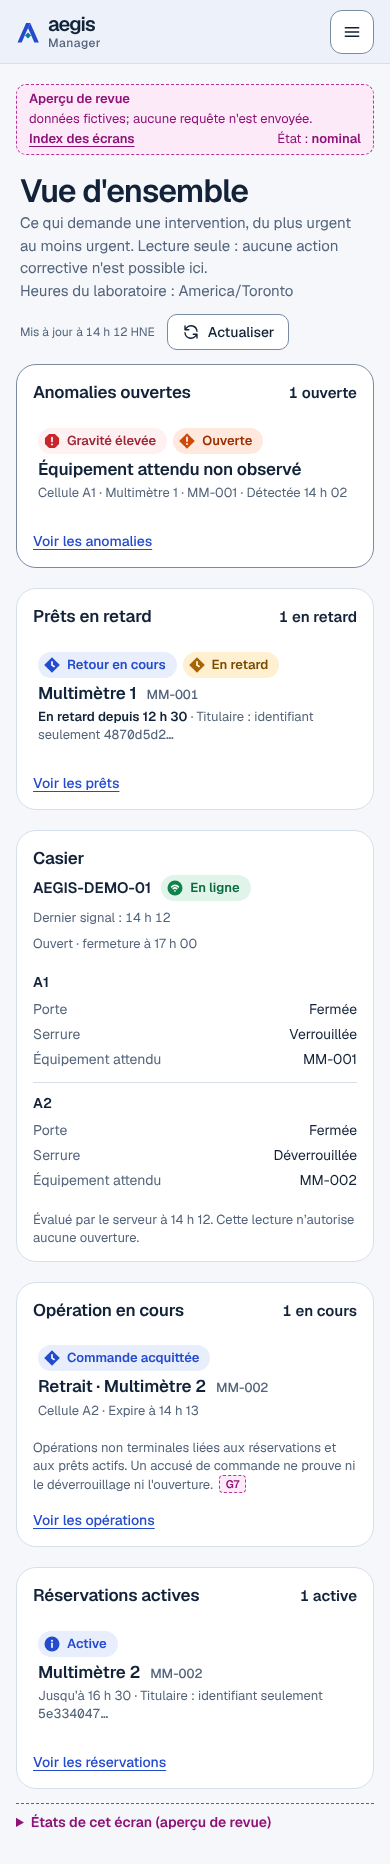 aegis
Manager
Aperçu de revue
données fictives; aucune requête n'est envoyée.
Index des écrans État : nominal
Vue d'ensemble
Ce qui demande une intervention, du plus urgent
au moins urgent. Lecture seule : aucune action
corrective n'est possible ici.
Heures du laboratoire : America/Toronto
Mis à jour à 14 h 12 HNE Actualiser
Anomalies ouvertes 1 ouverte
Gravité élevée Ouverte
Équipement attendu non observé
Cellule A1 · Multimètre 1 · MM-001 · Détectée 14 h 02
Voir les anomalies
Prêts en retard 1 en retard
Retour en cours En retard
Multimètre 1 MM-001
En retard depuis 12 h 30 · Titulaire : identifiant
seulement 4870d5d2…
Voir les prêts
Casier
AEGIS-DEMO-01 En ligne
Dernier signal : 14 h 12
Ouvert · fermeture à 17 h 00
A1
Porte Fermée
Serrure Verrouillée
Équipement attendu MM-001
A2
Porte Fermée
Serrure Déverrouillée
Équipement attendu MM-002
Évalué par le serveur à 14 h 12. Cette lecture n'autorise
aucune ouverture.
Opération en cours 1 en cours
Commande acquittée
Retrait · Multimètre 2 MM-002
Cellule A2 · Expire à 14 h 13
Opérations non terminales liées aux réservations et
aux prêts actifs. Un accusé de commande ne prouve ni
le déverrouillage ni l'ouverture. G7
Voir les opérations
Réservations actives 1 active
Active
Multimètre 2 MM-002
Jusqu'à 16 h 30 · Titulaire : identifiant seulement
5e334047…
Voir les réservations
États de cet écran (aperçu de revue)